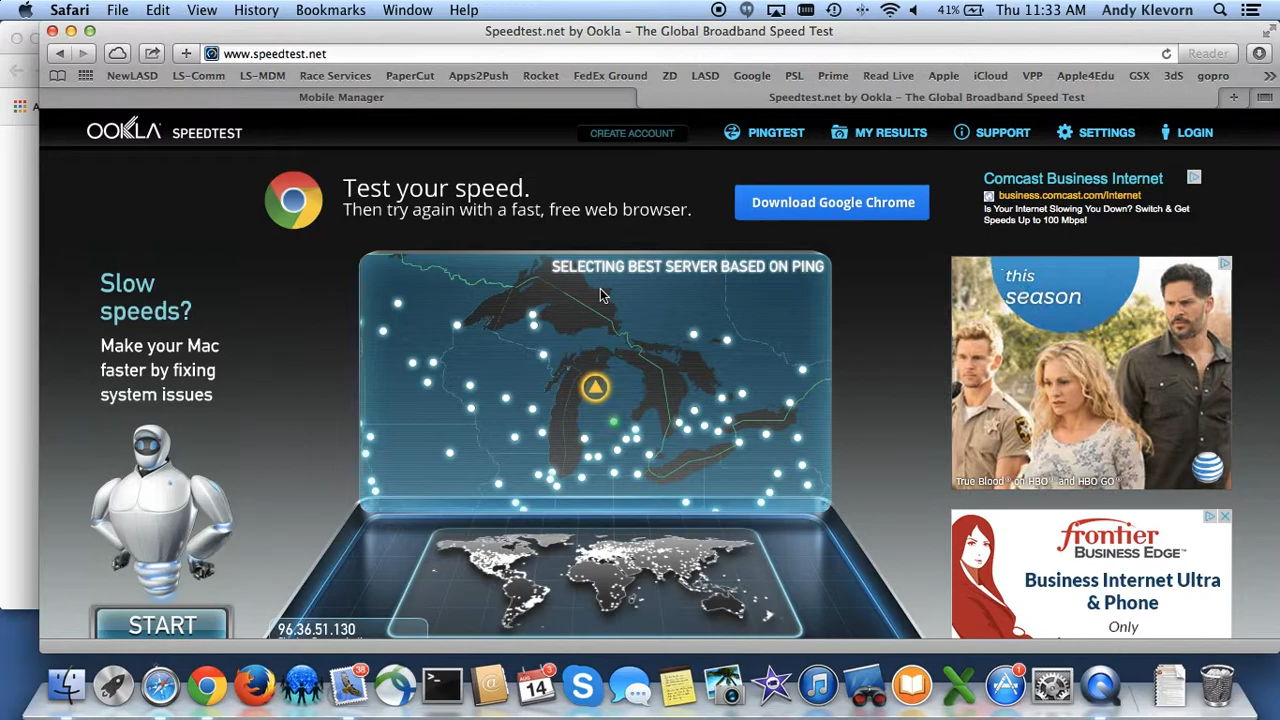 Safari File Edit View History Bookmarks Window Help 41% Thu 11:33 AM Andy Klevorn
Speedtest.net by Ookla – The Global Broadband Speed Test
www.speedtest.net Reader
NewLASD LS-Comm LS-MDM Race Services PaperCut Apps2Push Rocket FedEx Ground ZD LASD Google PSL Prime Read Live Apple iCloud VPP Apple4Edu GSX 3dS gopro
Mobile Manager Speedtest.net by Ookla – The Global Broadband Speed Test
OOKLA SPEEDTEST CREATE ACCOUNT PINGTEST MY RESULTS SUPPORT SETTINGS LOGIN
Test your speed.
Then try again with a fast, free web browser.
Download Google Chrome
Comcast Business Internet
business.comcast.com/Internet
Is Your Internet Slowing You Down? Switch & Get
Speeds Up to 100 Mbps!
Slow
speeds?
Make your Mac
faster by fixing
system issues
START
SELECTING BEST SERVER BASED ON PING
96.36.51.130
this
season
True Blood® on HBO® and HBO GO®
frontier
BUSINESS EDGE™
Business Internet Ultra
& Phone
Only
38
AUG
14
3
1